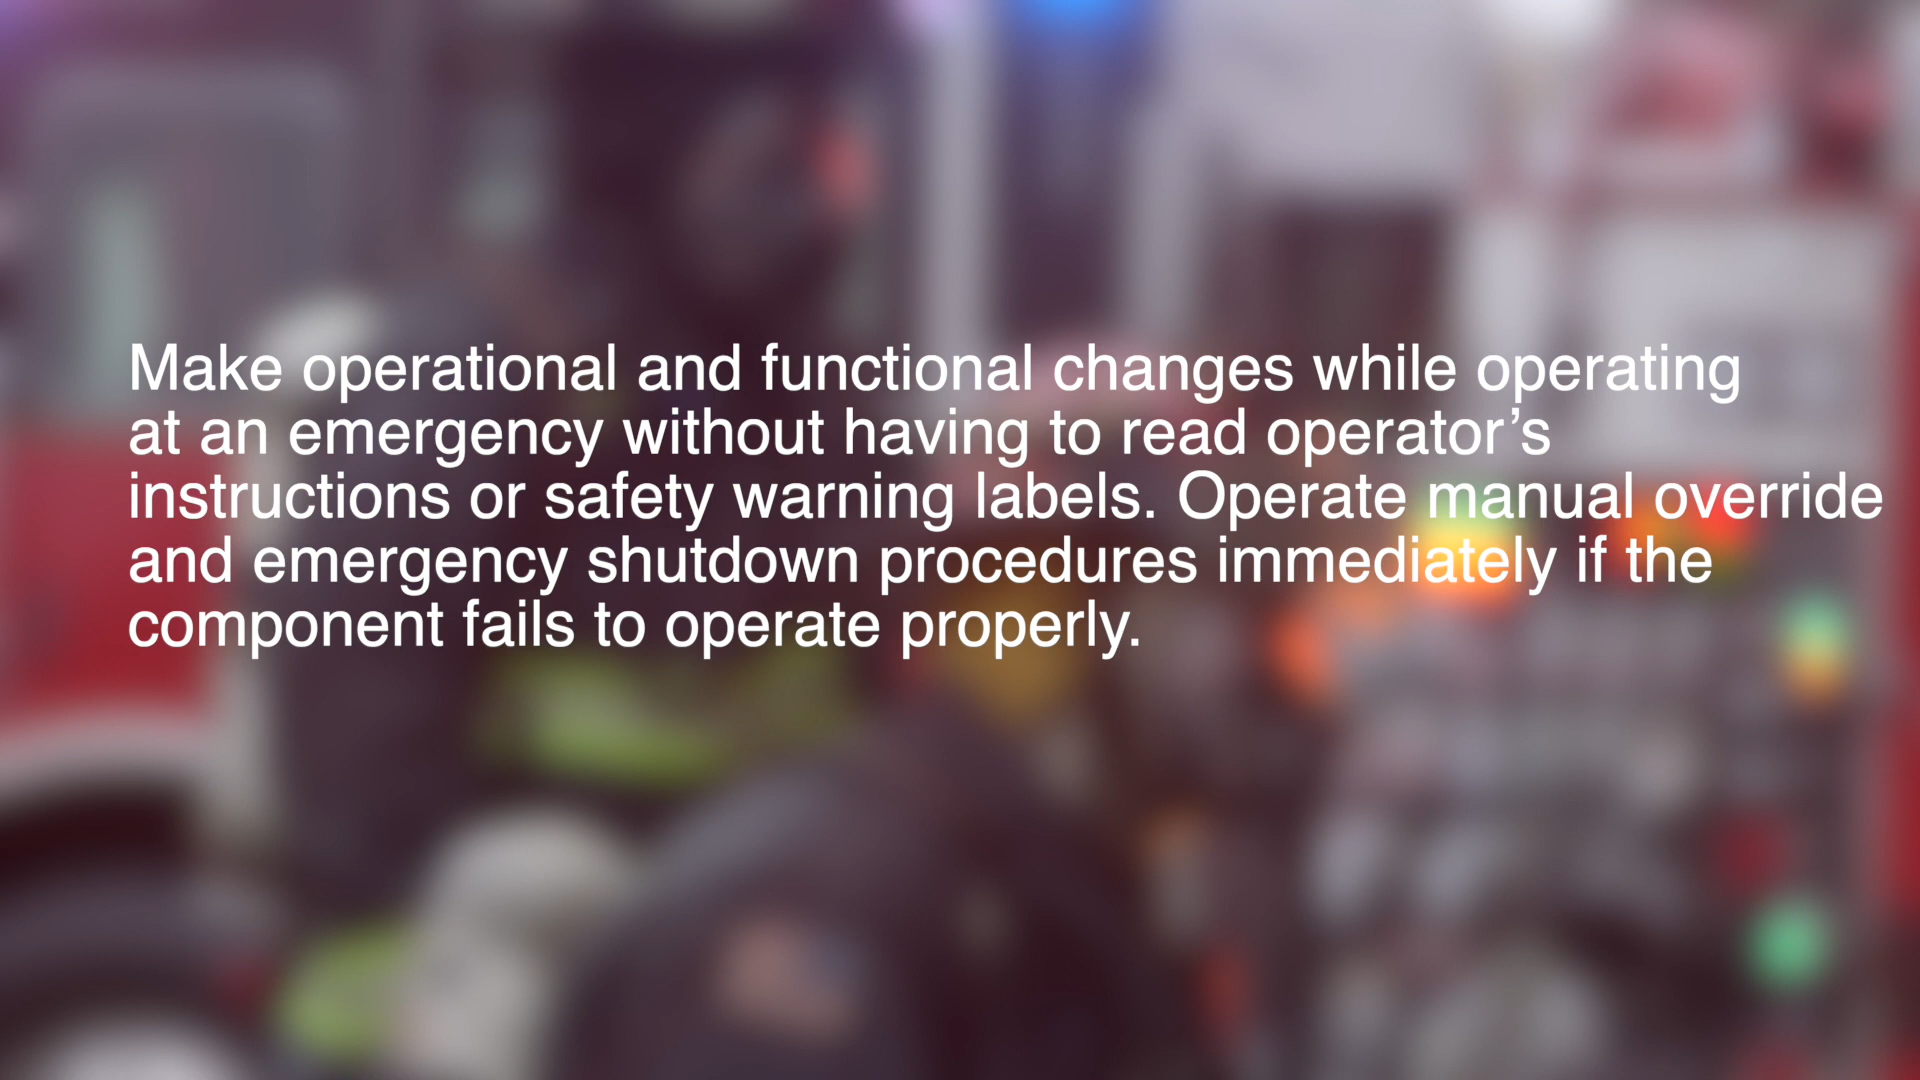 Make operational and functional changes while operating
at an emergency without having to read operator’s
instructions or safety warning labels. Operate manual override
and emergency shutdown procedures immediately if the
component fails to operate properly.